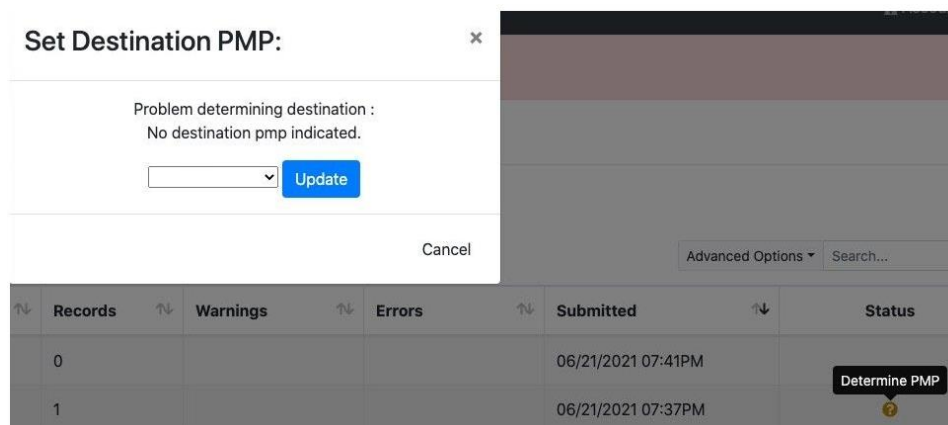 Set Destination PMP:
×
Problem determining destination :
No destination pmp indicated.
Update
Cancel
Advanced Options
Search...
Records
Warnings
Errors
Submitted
Status
0
06/21/2021 07:41PM
Determine PMP
1
06/21/2021 07:37PM
?